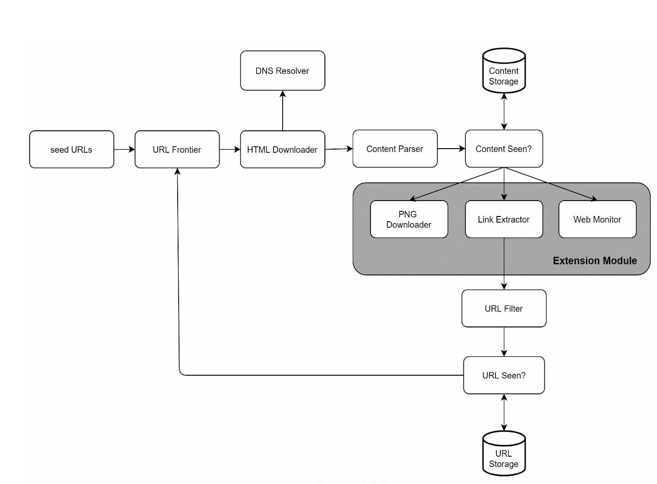 DNS Resolver
Content
Storage
seed URLs
URL Frontier
HTML Downloader
Content Parser
Content Seen?
PNG
Downloader
Link Extractor
Web Monitor
Extension Module
URL Filter
URL Seen?
URL
Storage